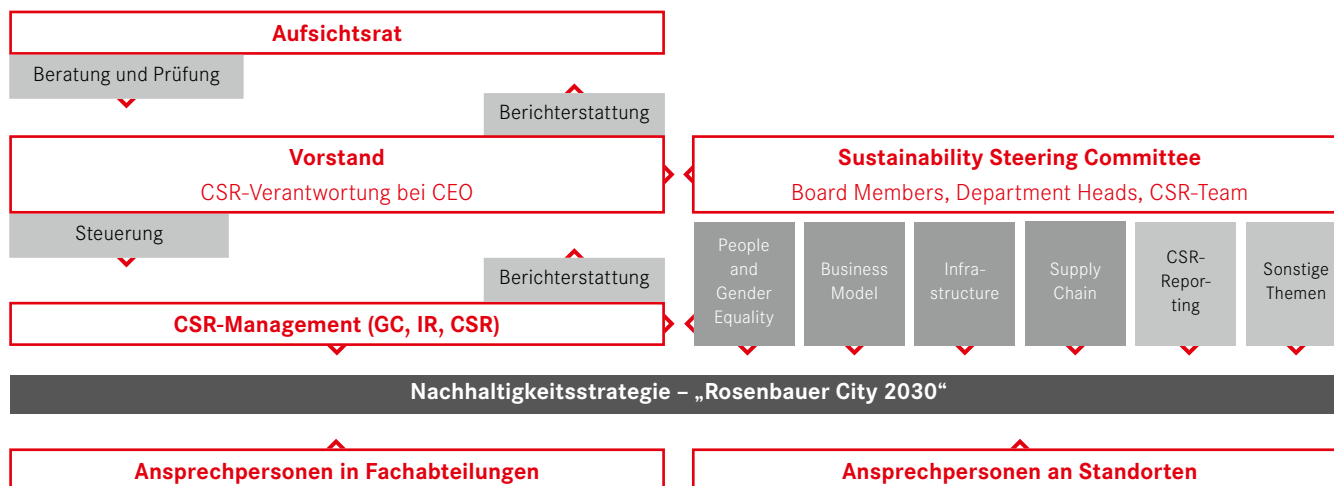 Aufsichtsrat
Beratung und Prüfung
Berichterstattung
Vorstand
CSR-Verantwortung bei CEO
Sustainability Steering Committee
Board Members, Department Heads, CSR-Team
Steuerung
Berichterstattung
CSR-Management (GC, IR, CSR)
People
and
Gender
Equality
Business
Model
Infra-
structure
Supply
Chain
CSR-
Repor-
ting
Sonstige
Themen
Nachhaltigkeitsstrategie – „Rosenbauer City 2030“
Ansprechpersonen in Fachabteilungen
Ansprechpersonen an Standorten